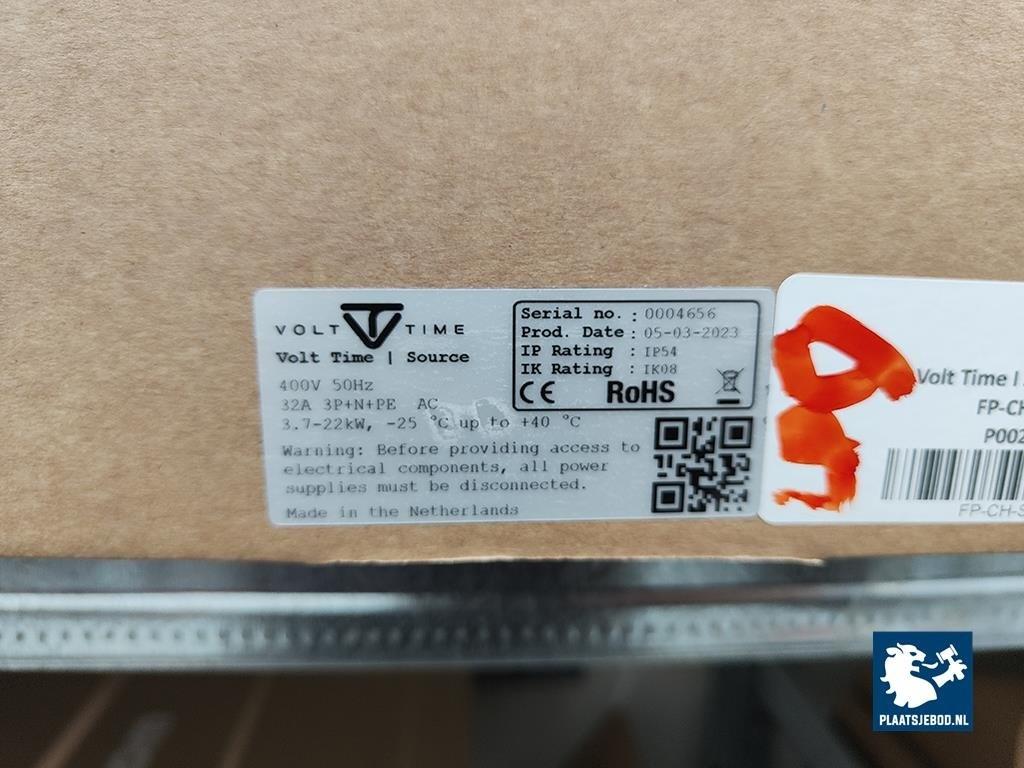 VOLT TIME
Volt Time | Source
400V 50Hz
32A 3P+N+PE AC
3.7-22kW, -25 °C up to +40 °C
Warning: Before providing access to
electrical components, all power
supplies must be disconnected.
Made in the Netherlands
Serial no. : 0004656
Prod. Date : 05-03-2023
IP Rating : IP54
IK Rating : IK08
CE RoHS
Volt Time I
FP-CH
P002
FP-CH-S
PLAATSJEBOD.NL